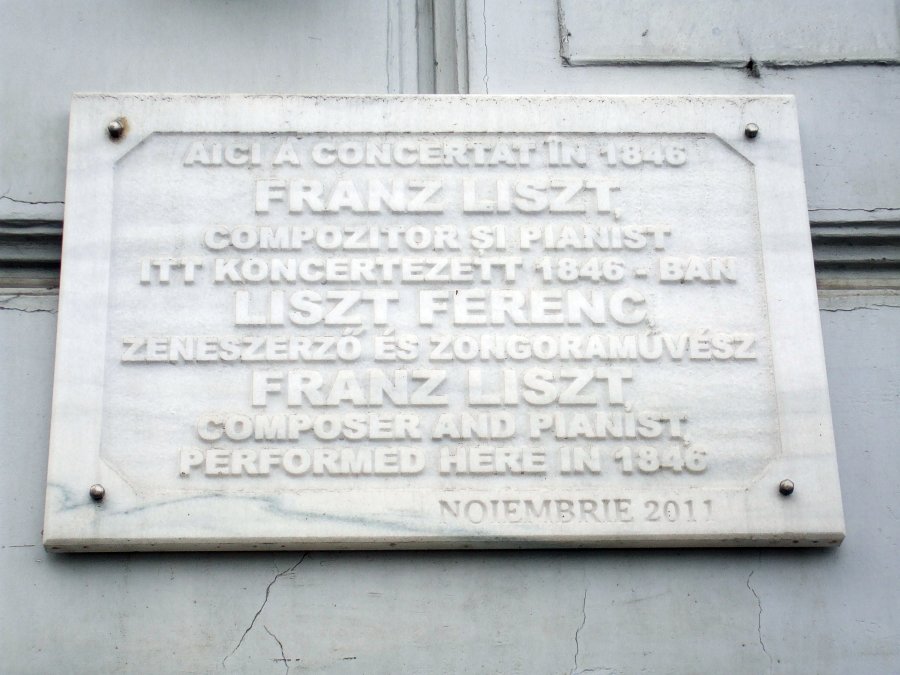 AICI A CONCERTAT ÎN 1846
FRANZ LISZT,
COMPOZITOR ȘI PIANIST
ITT KONCERTEZETT 1846 - BAN
LISZT FERENC
ZENESZERZŐ ÉS ZONGORAMŰVÉSZ
FRANZ LISZT,
COMPOSER AND PIANIST,
PERFORMED HERE IN 1846
NOIEMBRIE 2011